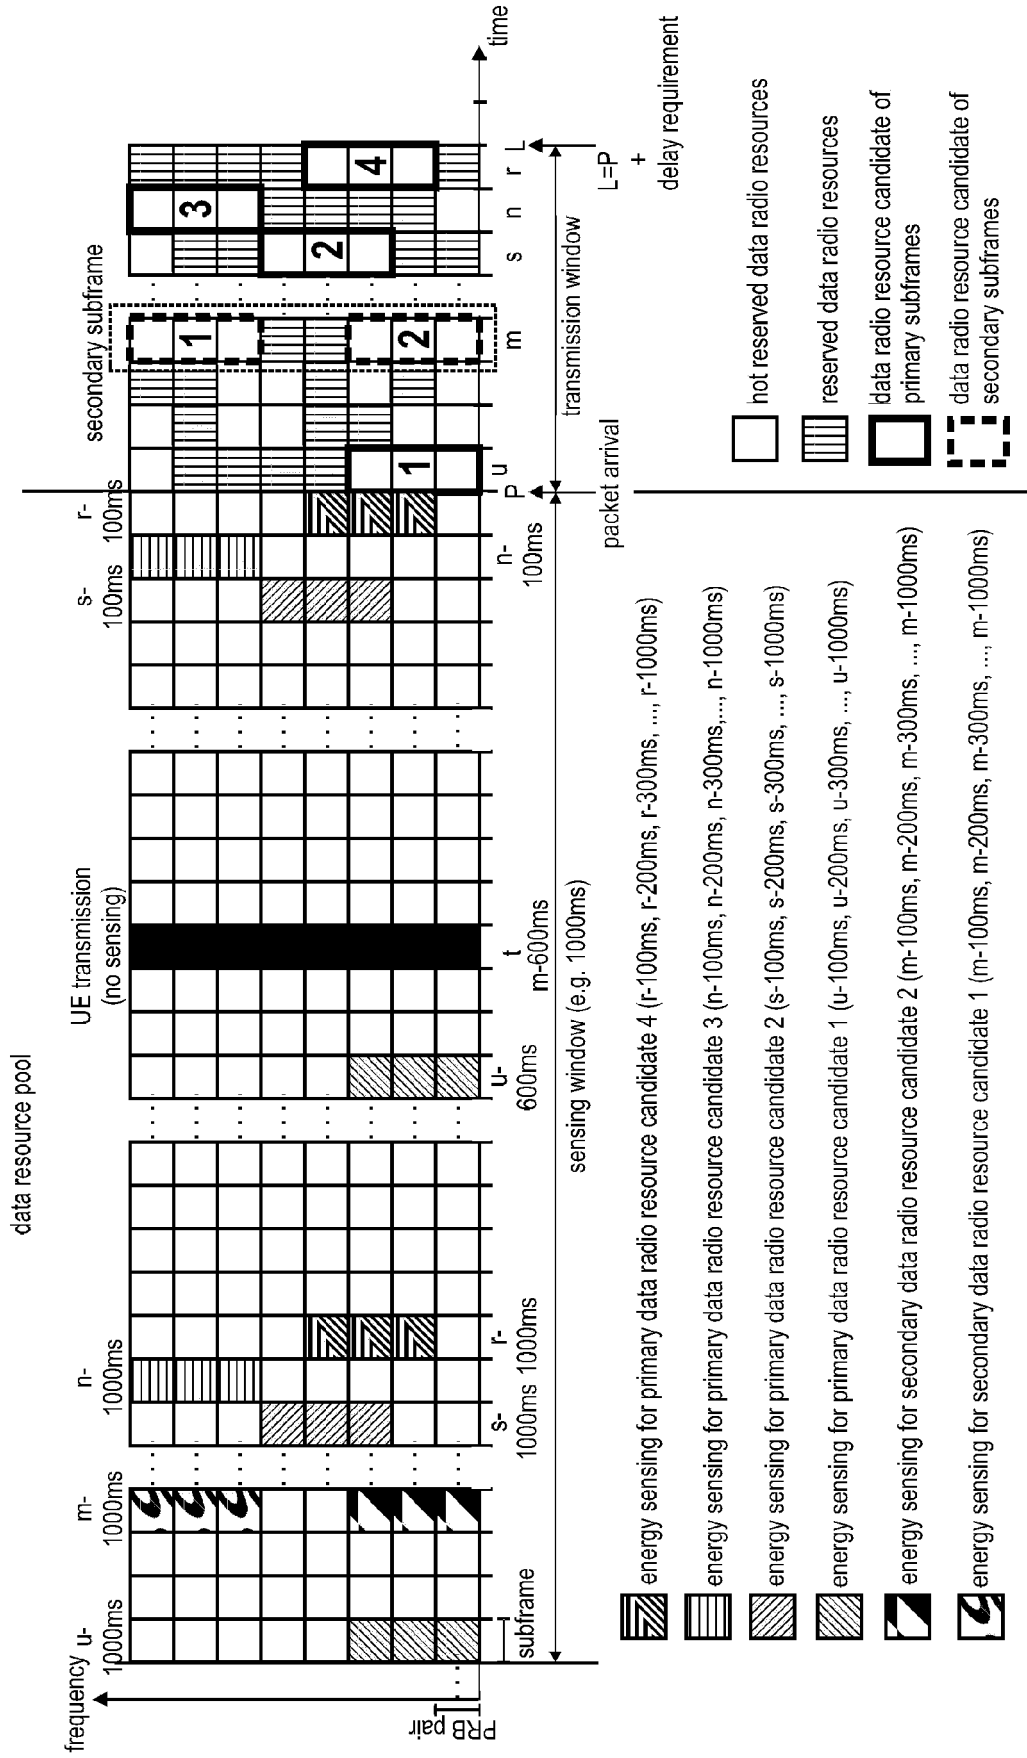 data resource pool
frequency
PRB pair
u-
1000ms
m-
1000ms
n-
1000ms
UE transmission
(no sensing)
s-
100ms
r-
100ms
secondary subframe
1
1
2
2
3
4
subframe
s-
1000ms
r-
1000ms
u-
600ms
t
m-600ms
n-
100ms
P
u
m
s
n
r
L
time
sensing window (e.g. 1000ms)
transmission window
packet arrival
L=P
+
delay requirement
energy sensing for primary data radio resource candidate 4 (r-100ms, r-200ms, r-300ms, ..., r-1000ms)
energy sensing for primary data radio resource candidate 3 (n-100ms, n-200ms, n-300ms,..., n-1000ms)
energy sensing for primary data radio resource candidate 2 (s-100ms, s-200ms, s-300ms, ..., s-1000ms)
energy sensing for primary data radio resource candidate 1 (u-100ms, u-200ms, u-300ms, ..., u-1000ms)
energy sensing for secondary data radio resource candidate 2 (m-100ms, m-200ms, m-300ms, ..., m-1000ms)
energy sensing for secondary data radio resource candidate 1 (m-100ms, m-200ms, m-300ms, ..., m-1000ms)
hot reserved data radio resources
reserved data radio resources
data radio resource candidate of
primary subframes
data radio resource candidate of
secondary subframes